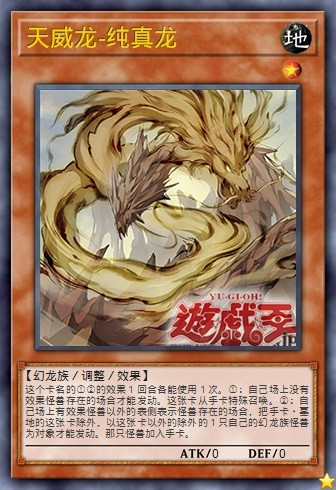 天威龙-纯真龙
地
YU-GI-OH!
遊戯王
【幻龙族／调整／效果】
这个卡名的①②的效果1回合各能使用1次。①：自己场上没有
效果怪兽存在的场合才能发动。这张卡从手卡特殊召唤。②：自
己场上有效果怪兽以外的表侧表示怪兽存在的场合，把手卡·墓
地的这张卡除外，以这张卡以外的除外的1只自己的幻龙族怪兽
为对象才能发动。那只怪兽加入手卡。
ATK/0 DEF/0